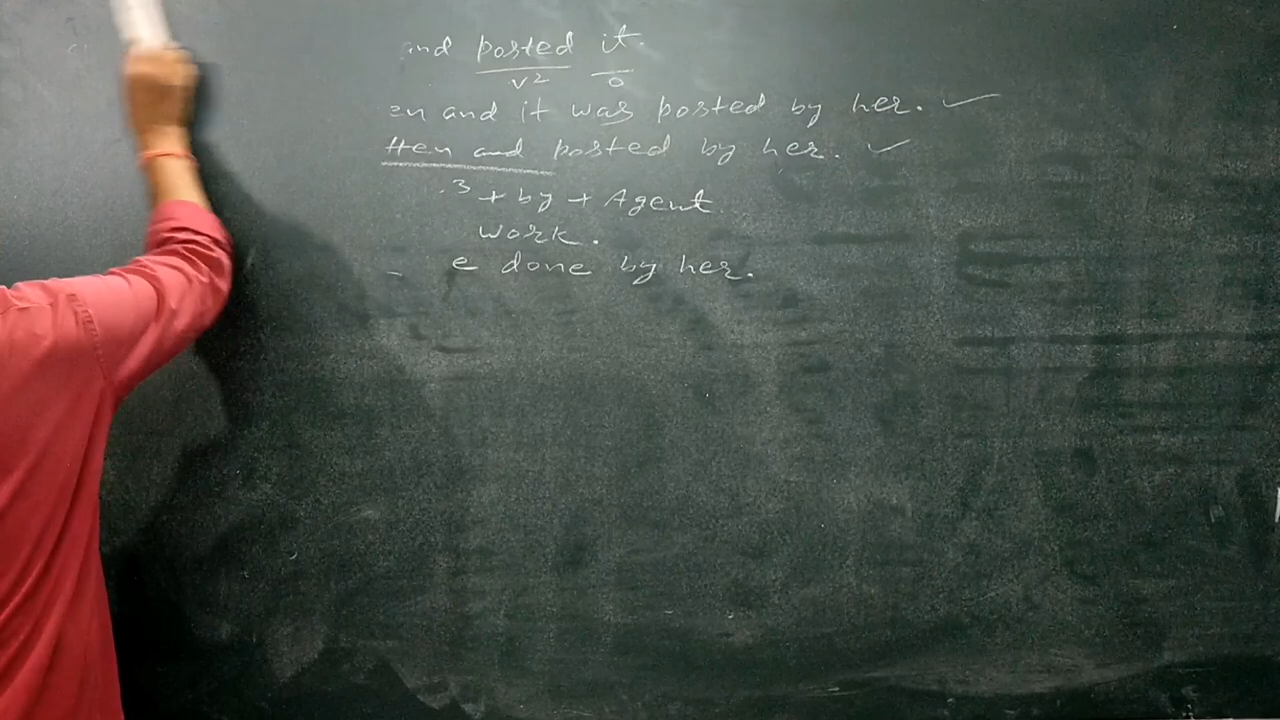 and posted it.
V2 O
en and it was posted by her. ✓
tten and posted by her. ✓
.3 + by + Agent.
work.
e done by her.